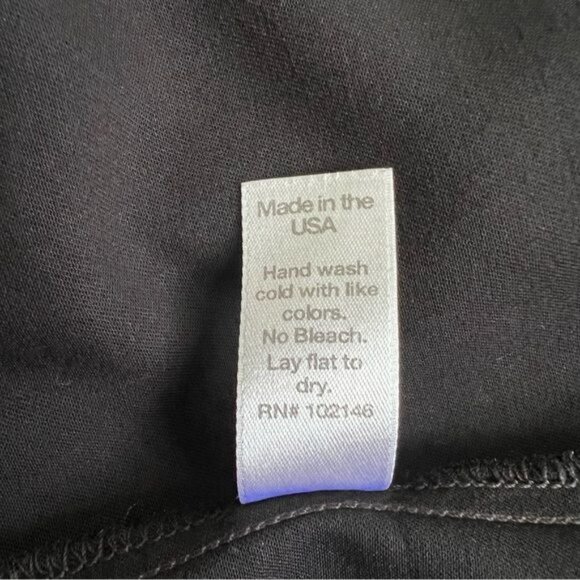 Made in the
USA
Hand wash
cold with like
colors.
No Bleach.
Lay flat to
dry.
RN# 102146